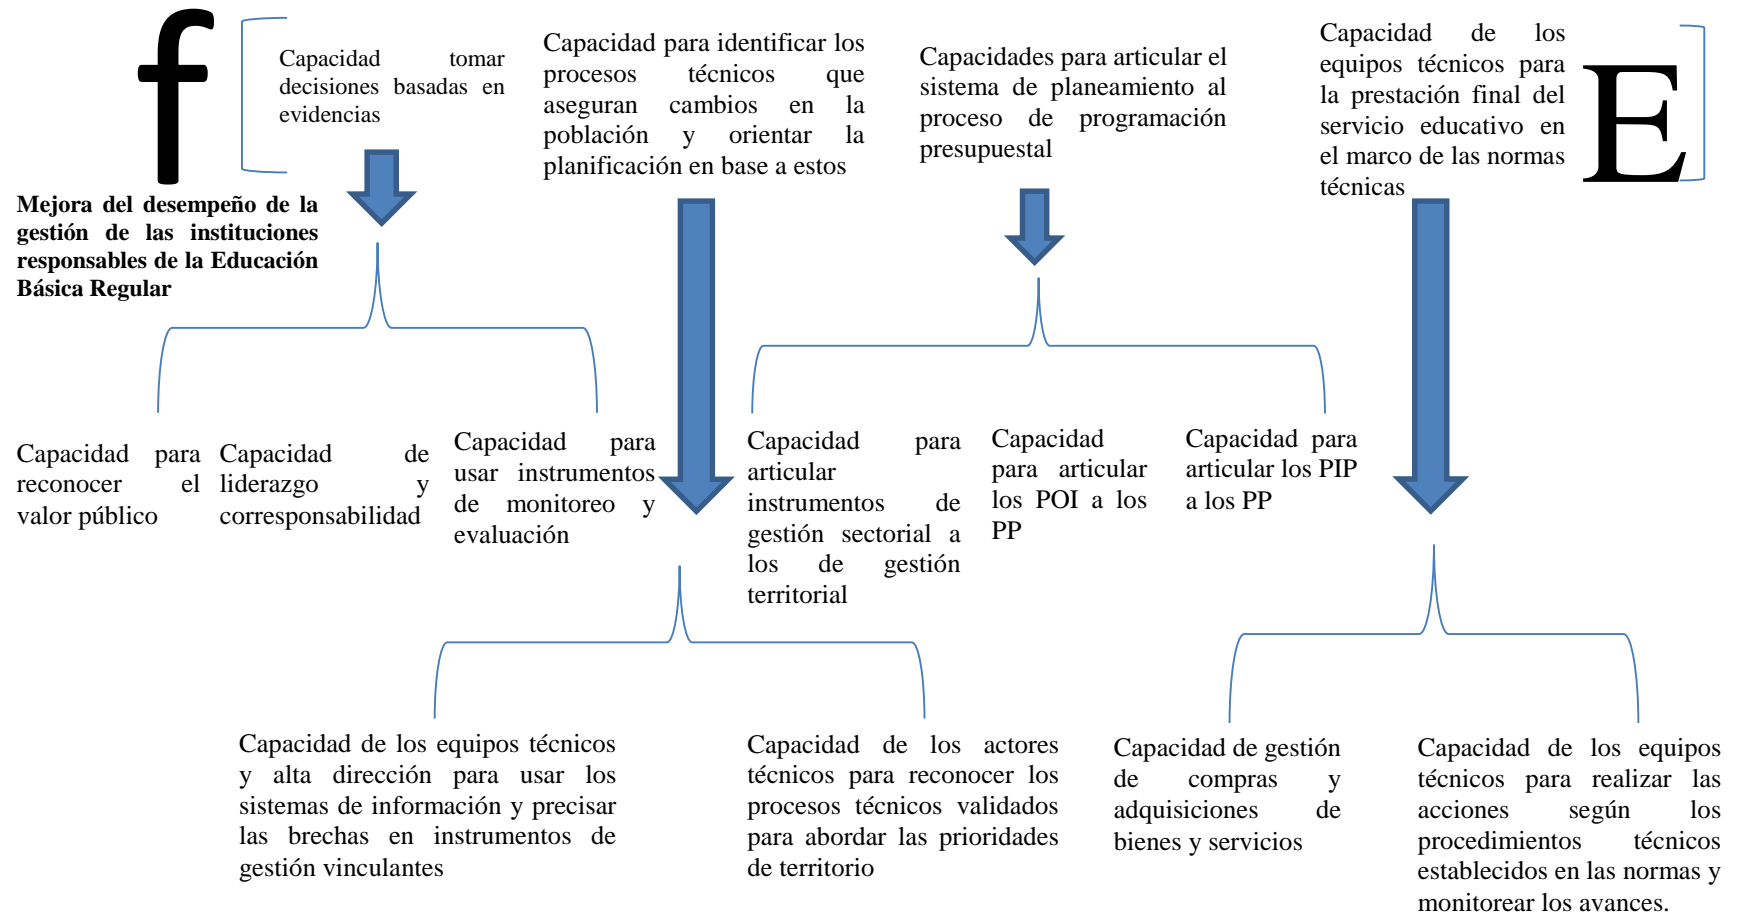 f
Capacidad tomar
decisiones basadas en
evidencias
Capacidad para identificar los
procesos técnicos que
aseguran cambios en la
población y orientar la
planificación en base a estos
Capacidades para articular el
sistema de planeamiento al
proceso de programación
presupuestal
Capacidad de los
equipos técnicos para
la prestación final del
servicio educativo en
el marco de las normas
técnicas
E
Mejora del desempeño de la
gestión de las instituciones
responsables de la Educación
Básica Regular
Capacidad para
reconocer el
valor público
Capacidad de
liderazgo y
corresponsabilidad
Capacidad para
usar instrumentos
de monitoreo y
evaluación
Capacidad para
articular
instrumentos de
gestión sectorial a
los de gestión
territorial
Capacidad
para articular
los POI a los
PP
Capacidad para
articular los PIP
a los PP
Capacidad de los equipos técnicos
y alta dirección para usar los
sistemas de información y precisar
las brechas en instrumentos de
gestión vinculantes
Capacidad de los actores
técnicos para reconocer los
procesos técnicos validados
para abordar las prioridades
de territorio
Capacidad de gestión
de compras y
adquisiciones de
bienes y servicios
Capacidad de los equipos
técnicos para realizar las
acciones según los
procedimientos técnicos
establecidos en las normas y
monitorear los avances.